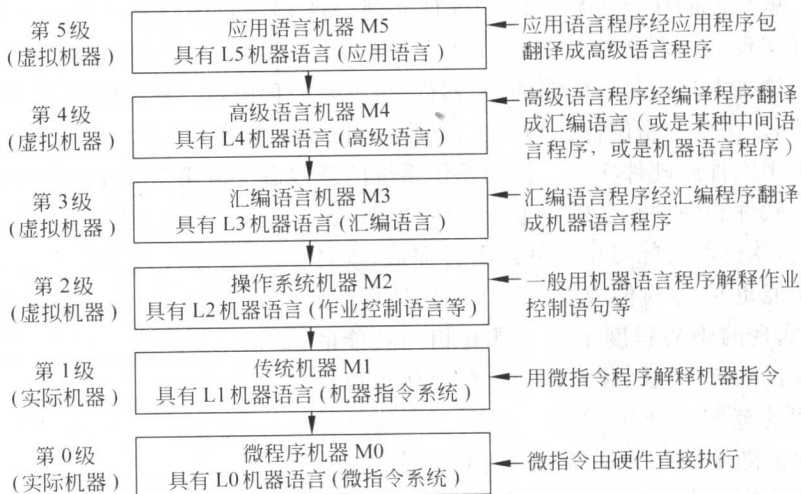 第5级
(虚拟机器)
应用语言机器 M5
具有 L5机器语言(应用语言)
应用语言程序经应用程序包
翻译成高级语言程序
第4级
(虚拟机器)
高级语言机器 M4
具有 L4机器语言(高级语言)
高级语言程序经编译程序翻译
成汇编语言(或是某种中间语
言程序,或是机器语言程序)
第3级
(虚拟机器)
汇编语言机器 M3
具有 L3机器语言(汇编语言)
汇编语言程序经汇编程序翻译
成机器语言程序
第2级
(虚拟机器)
操作系统机器 M2
具有 L2机器语言(作业控制语言等)
一般用机器语言程序解释作业
控制语句等
第1级
(实际机器)
传统机器 M1
具有 L1机器语言(机器指令系统)
用微指令程序解释机器指令
第0级
(实际机器)
微程序机器 M0
具有 L0机器语言(微指令系统)
微指令由硬件直接执行